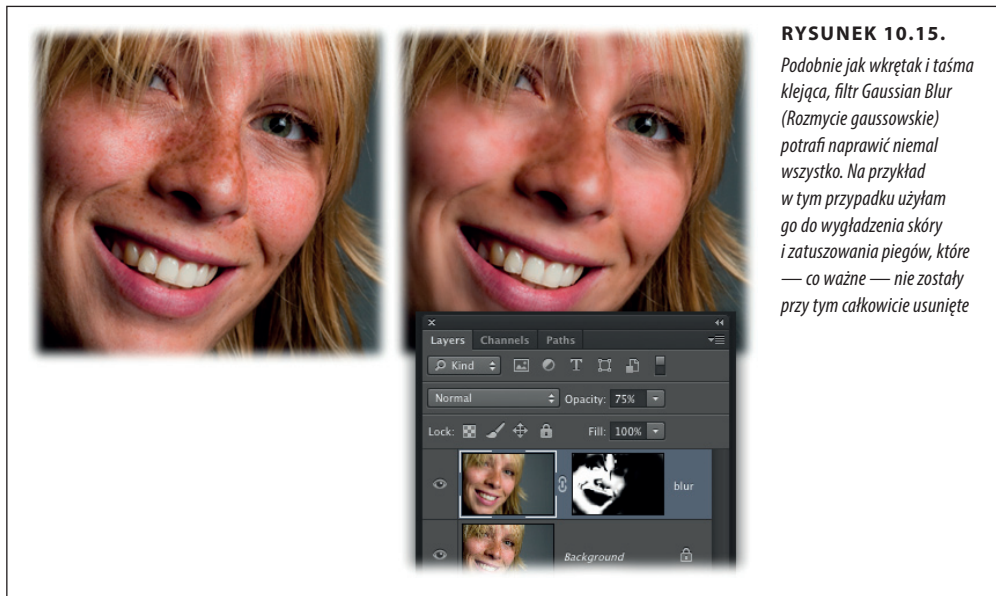 RYSUNEK 10.15.
Podobnie jak wkrętak i taśma
klejąca, filtr Gaussian Blur
(Rozmycie gaussowskie)
potrafi naprawić niemal
wszystko. Na przykład
w tym przypadku użyłam
go do wygładzenia skóry
i zatuszowania piegów, które
— co ważne — nie zostały
przy tym całkowicie usunięte
Layers Channels Paths
Kind
Normal Opacity: 75%
Lock: Fill: 100%
blur
Background